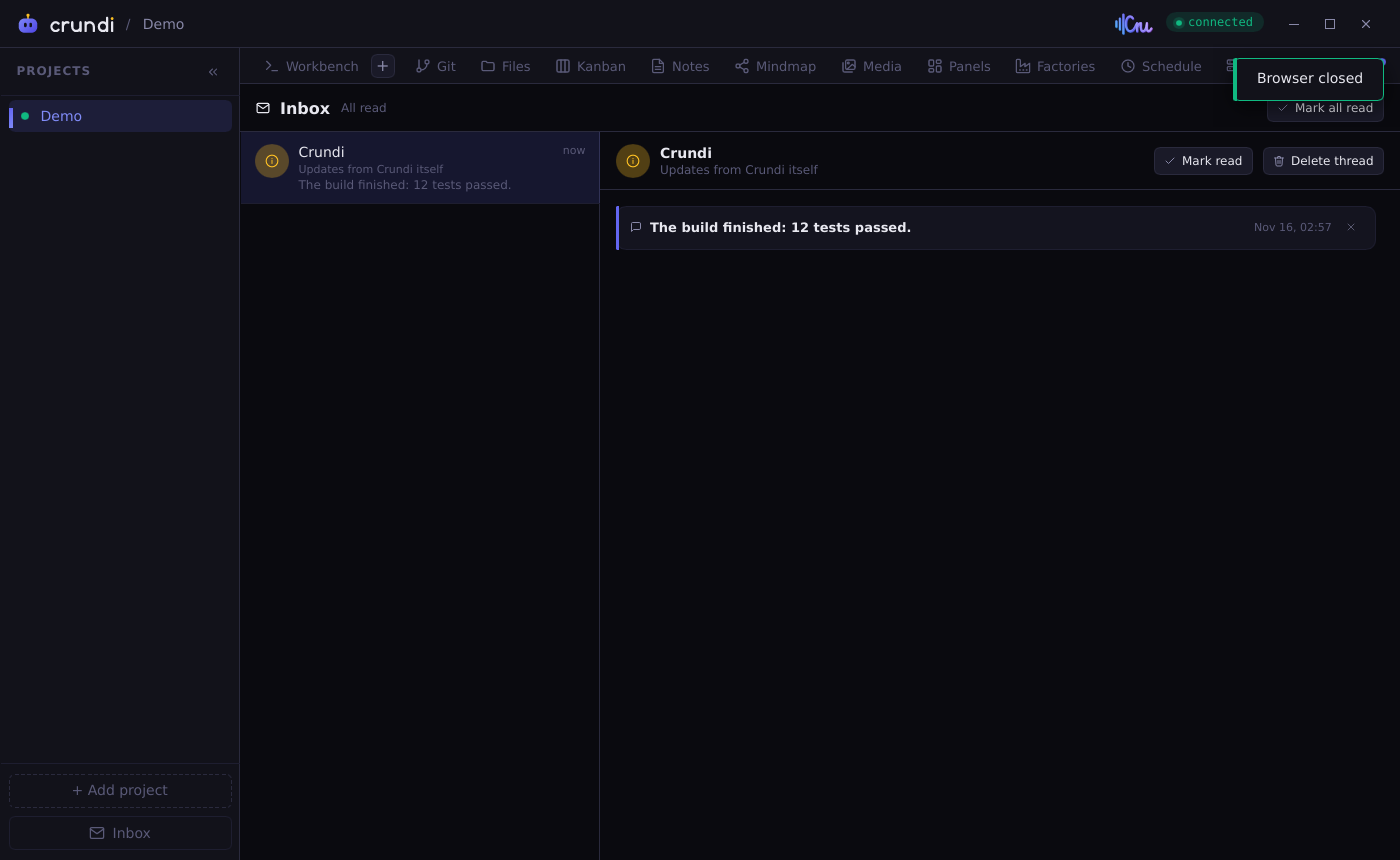 crundi / Demo
Cru
connected
PROJECTS
Demo
+ Add project
Inbox
Workbench
Git
Files
Kanban
Notes
Mindmap
Media
Panels
Factories
Schedule
Browser closed
Inbox
All read
Mark all read
Crundi
now
Updates from Crundi itself
The build finished: 12 tests passed.
Crundi
Updates from Crundi itself
Mark read
Delete thread
The build finished: 12 tests passed.
Nov 16, 02:57